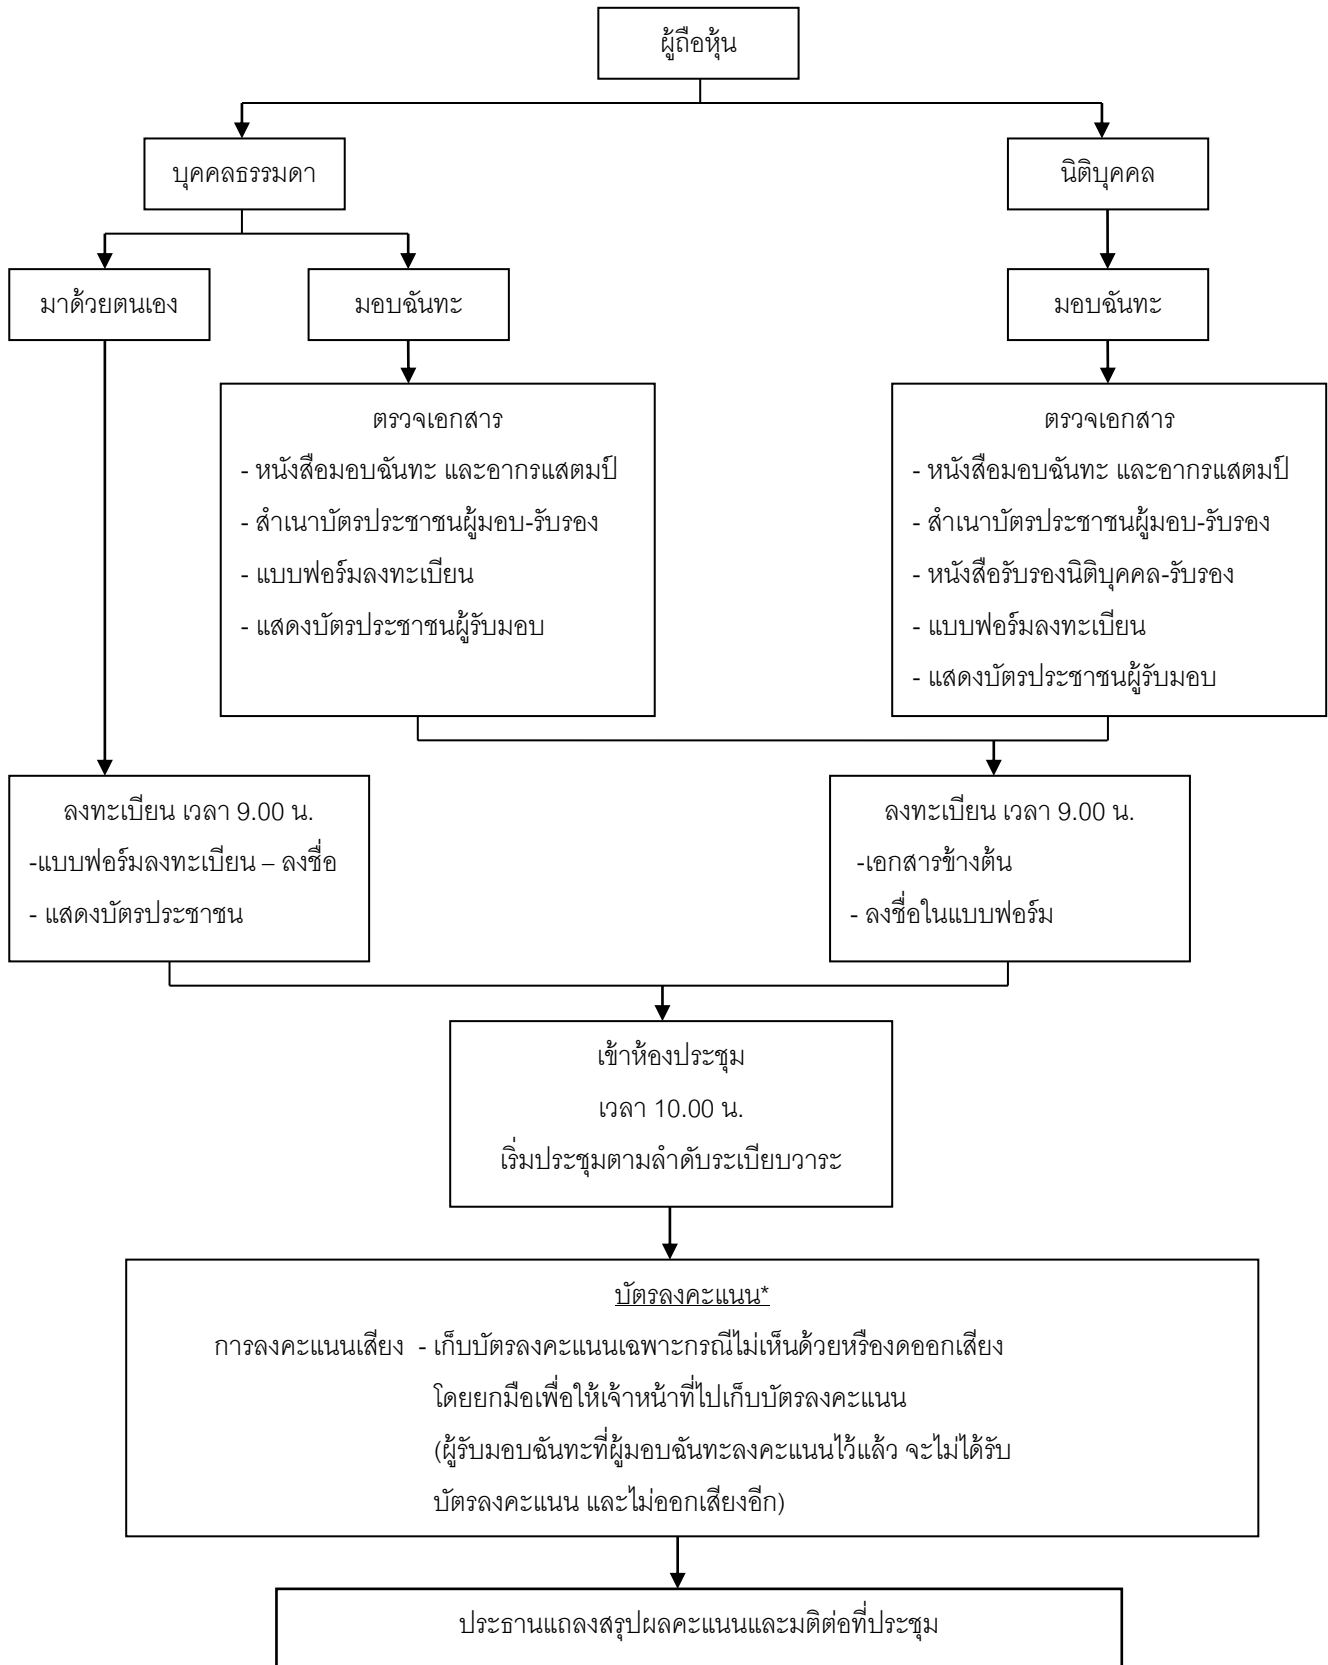 ผู้ถือหุ้น
บุคคลธรรมดา
นิติบุคคล
มาด้วยตนเอง
มอบฉันทะ
มอบฉันทะ
ตรวจเอกสาร
- หนังสือมอบฉันทะ และอากรแสตมป์
- สำเนาบัตรประชาชนผู้มอบ-รับรอง
- แบบฟอร์มลงทะเบียน
- แสดงบัตรประชาชนผู้รับมอบ
ตรวจเอกสาร
- หนังสือมอบฉันทะ และอากรแสตมป์
- สำเนาบัตรประชาชนผู้มอบ-รับรอง
- หนังสือรับรองนิติบุคคล-รับรอง
- แบบฟอร์มลงทะเบียน
- แสดงบัตรประชาชนผู้รับมอบ
ลงทะเบียน เวลา 9.00 น.
-แบบฟอร์มลงทะเบียน – ลงชื่อ
- แสดงบัตรประชาชน
ลงทะเบียน เวลา 9.00 น.
-เอกสารข้างต้น
- ลงชื่อในแบบฟอร์ม
เข้าห้องประชุม
เวลา 10.00 น.
เริ่มประชุมตามลำดับระเบียบวาระ
บัตรลงคะแนน*
การลงคะแนนเสียง - เก็บบัตรลงคะแนนเฉพาะกรณีไม่เห็นด้วยหรืองดออกเสียง
โดยยกมือเพื่อให้เจ้าหน้าที่ไปเก็บบัตรลงคะแนน
(ผู้รับมอบฉันทะที่ผู้มอบฉันทะลงคะแนนไว้แล้ว จะไม่ได้รับ
บัตรลงคะแนน และไม่ออกเสียงอีก)
ประธานแถลงสรุปผลคะแนนและมติต่อที่ประชุม